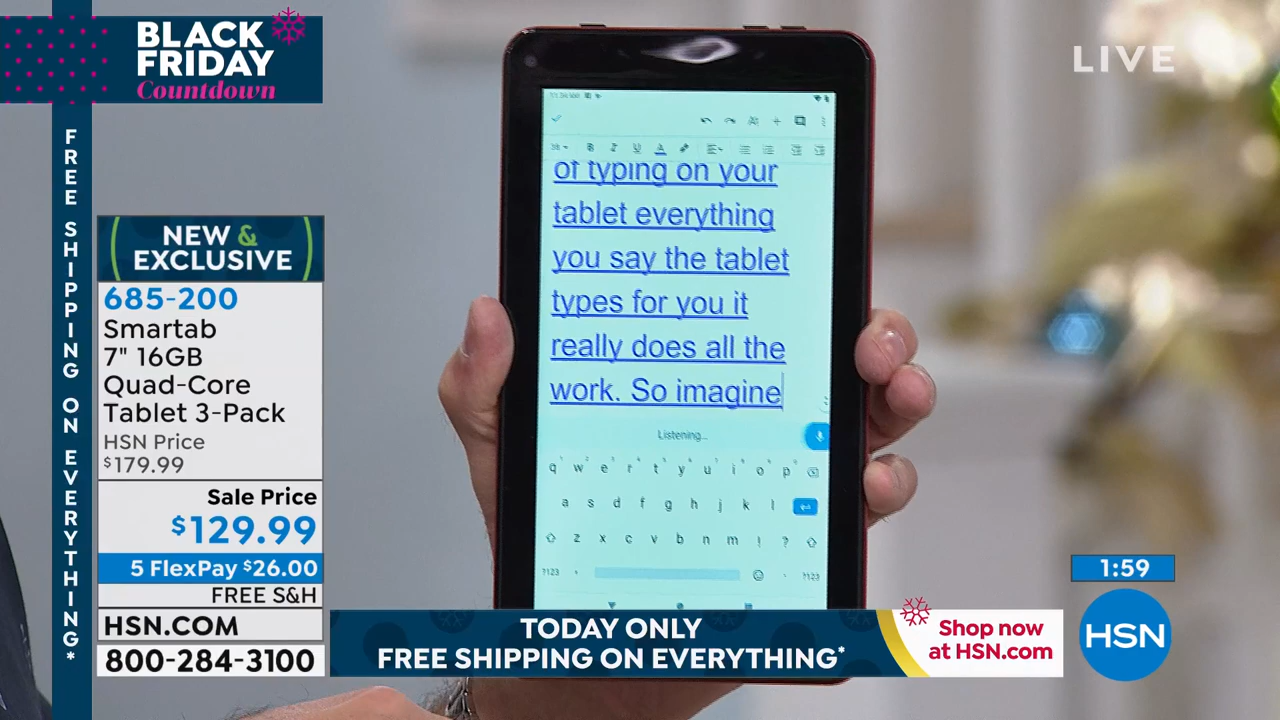 BLACK
FRIDAY
Countdown
LIVE
FREE SHIPPING ON EVERYTHING*
NEW &
EXCLUSIVE
685-200
Smartab
7" 16GB
Quad-Core
Tablet 3-Pack
HSN Price
$179.99
Sale Price
$129.99
5 FlexPay $26.00
FREE S&H
HSN.COM
800-284-3100
of typing on your
tablet everything
you say the tablet
types for you it
really does all the
work. So imagine
Listening...
q w e r t y u i o p
a s d f g h j k l
z x c v b n m ! ?
?123 ?123
TODAY ONLY
FREE SHIPPING ON EVERYTHING*
Shop now
at HSN.com
1:59
HSN